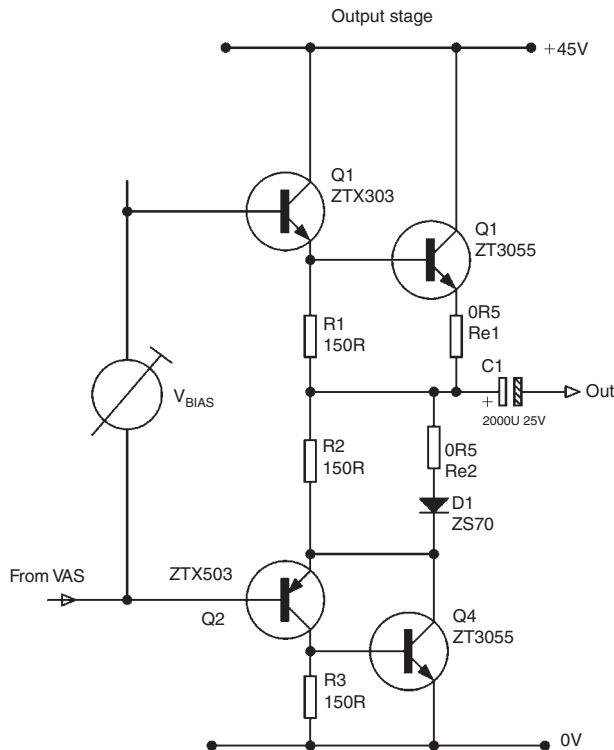 Output stage
+45V
Q1
ZTX303
Q1
ZT3055
R1
150R
0R5
Re1
C1
+
2000U 25V
Out
VBIAS
R2
150R
0R5
Re2
D1
ZS70
From VAS
ZTX503
Q2
Q4
ZT3055
R3
150R
0V